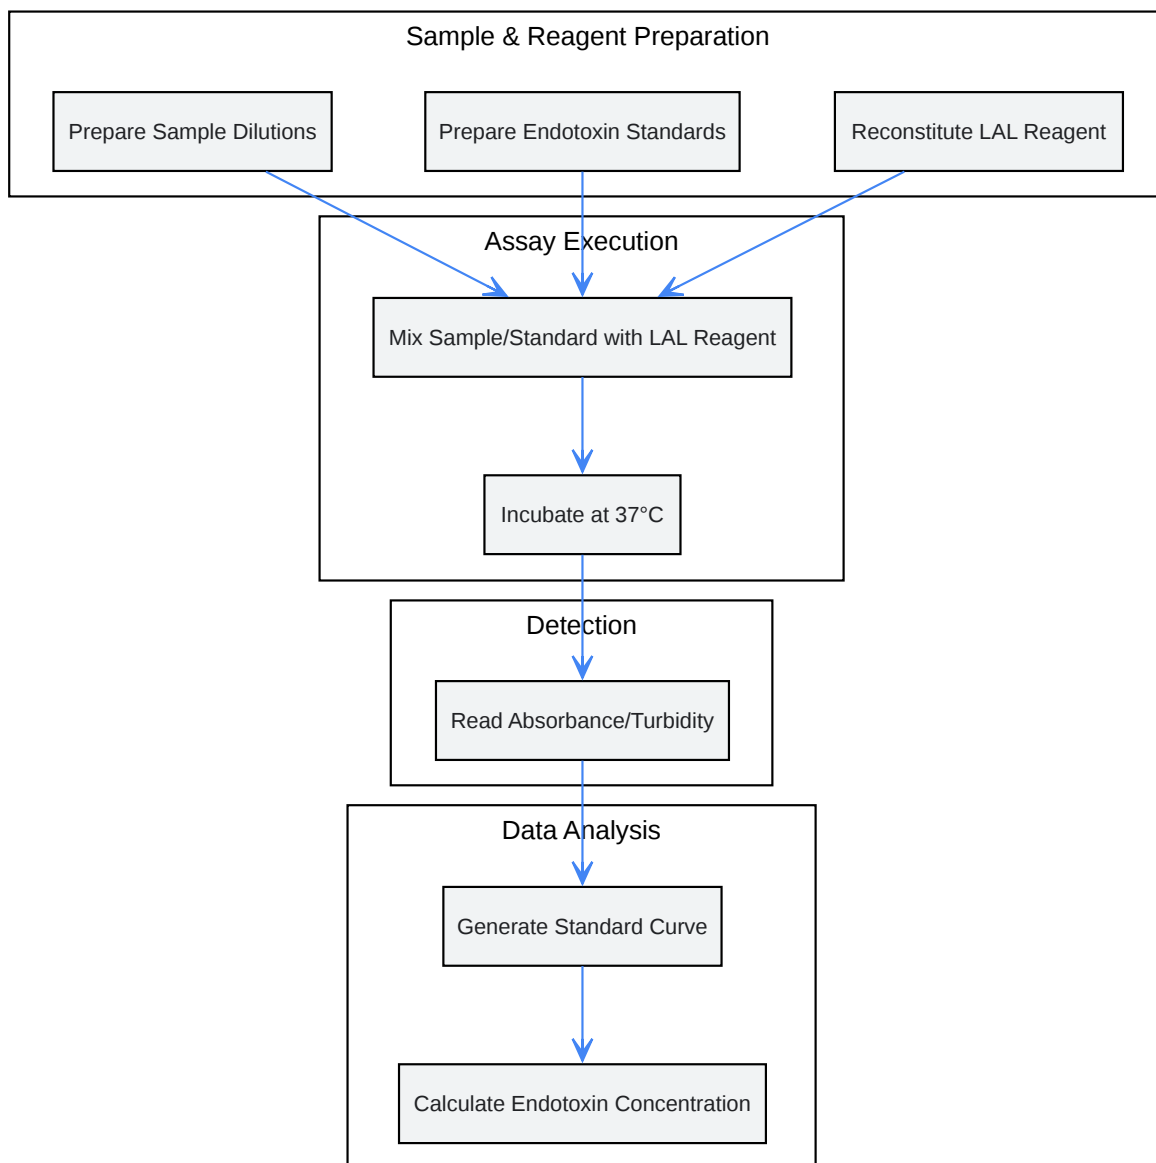 Sample & Reagent Preparation
Prepare Sample Dilutions
Prepare Endotoxin Standards
Reconstitute LAL Reagent
Assay Execution
Mix Sample/Standard with LAL Reagent
Incubate at 37°C
Detection
Read Absorbance/Turbidity
Data Analysis
Generate Standard Curve
Calculate Endotoxin Concentration